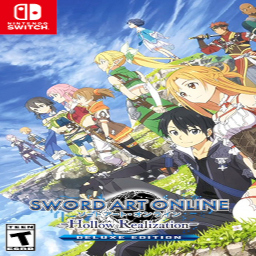 NINTENDO
SWITCH
SWORD ART ONLINE
ソードアート・オンライン
Hollow Realization
DELUXE EDITION
TEEN
T
ESRB